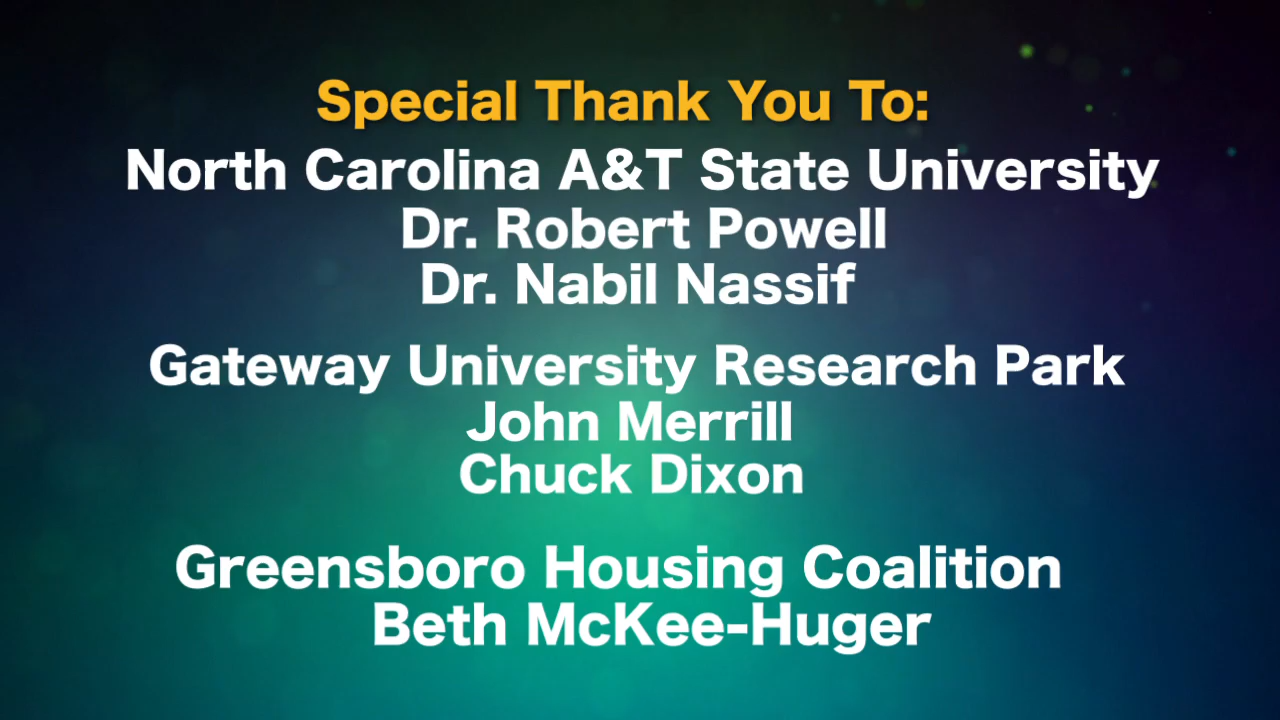 Special Thank You To:
North Carolina A&T State University
Dr. Robert Powell
Dr. Nabil Nassif
Gateway University Research Park
John Merrill
Chuck Dixon
Greensboro Housing Coalition
Beth McKee-Huger